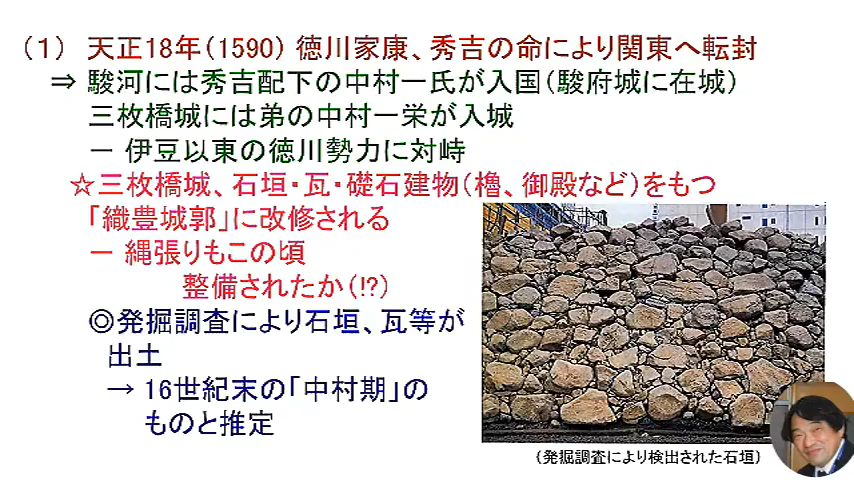 （１） 天正18年（1590） 徳川家康、秀吉の命により関東へ転封
⇒ 駿河には秀吉配下の中村一氏が入国（駿府城に在城）
三枚橋城には弟の中村一栄が入城
－ 伊豆以東の徳川勢力に対峙
☆三枚橋城、石垣・瓦・礎石建物（櫓、御殿など）をもつ
「織豊城郭」に改修される
－ 縄張りもこの頃
整備されたか（!?）
◎発掘調査により石垣、瓦等が
出土
→ 16世紀末の「中村期」の
ものと推定
（発掘調査により検出された石垣）